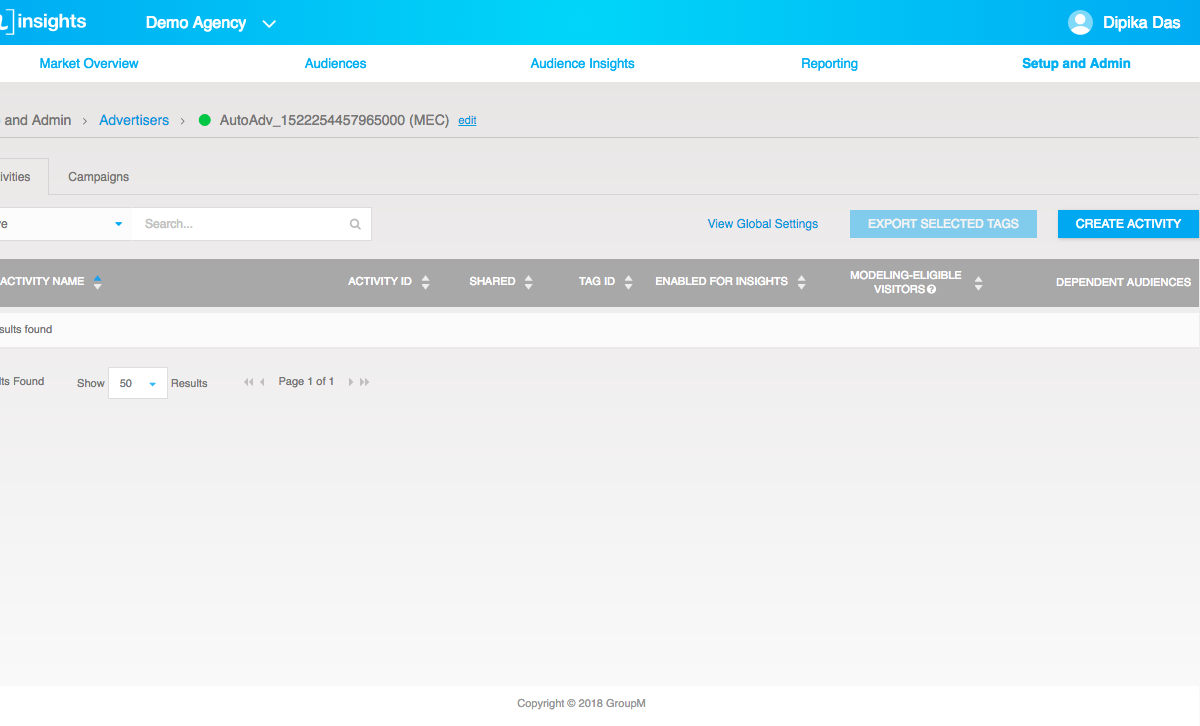 insights Demo Agency Dipika Das
Market Overview Audiences Audience Insights Reporting Setup and Admin
and Admin › Advertisers › AutoAdv_1522254457965000 (MEC) edit
ivities Campaigns
e Search... View Global Settings EXPORT SELECTED TAGS CREATE ACTIVITY
ACTIVITY NAME ACTIVITY ID SHARED TAG ID ENABLED FOR INSIGHTS MODELING-ELIGIBLE VISITORS DEPENDENT AUDIENCES
sults found
lts Found Show 50 Results Page 1 of 1
Copyright © 2018 GroupM